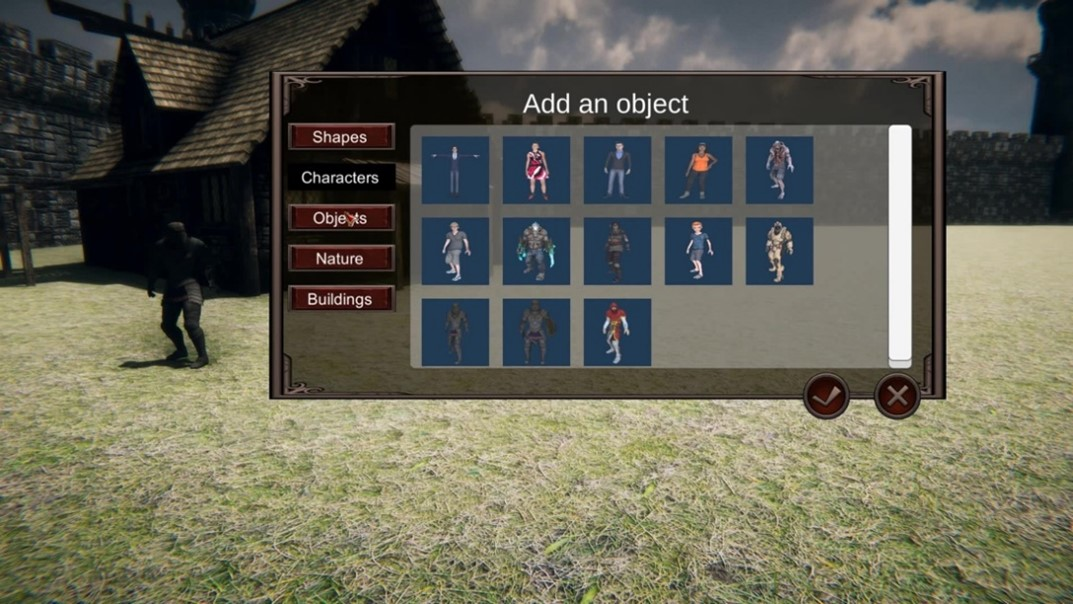 Add an object
Shapes
Characters
Objects
Nature
Buildings